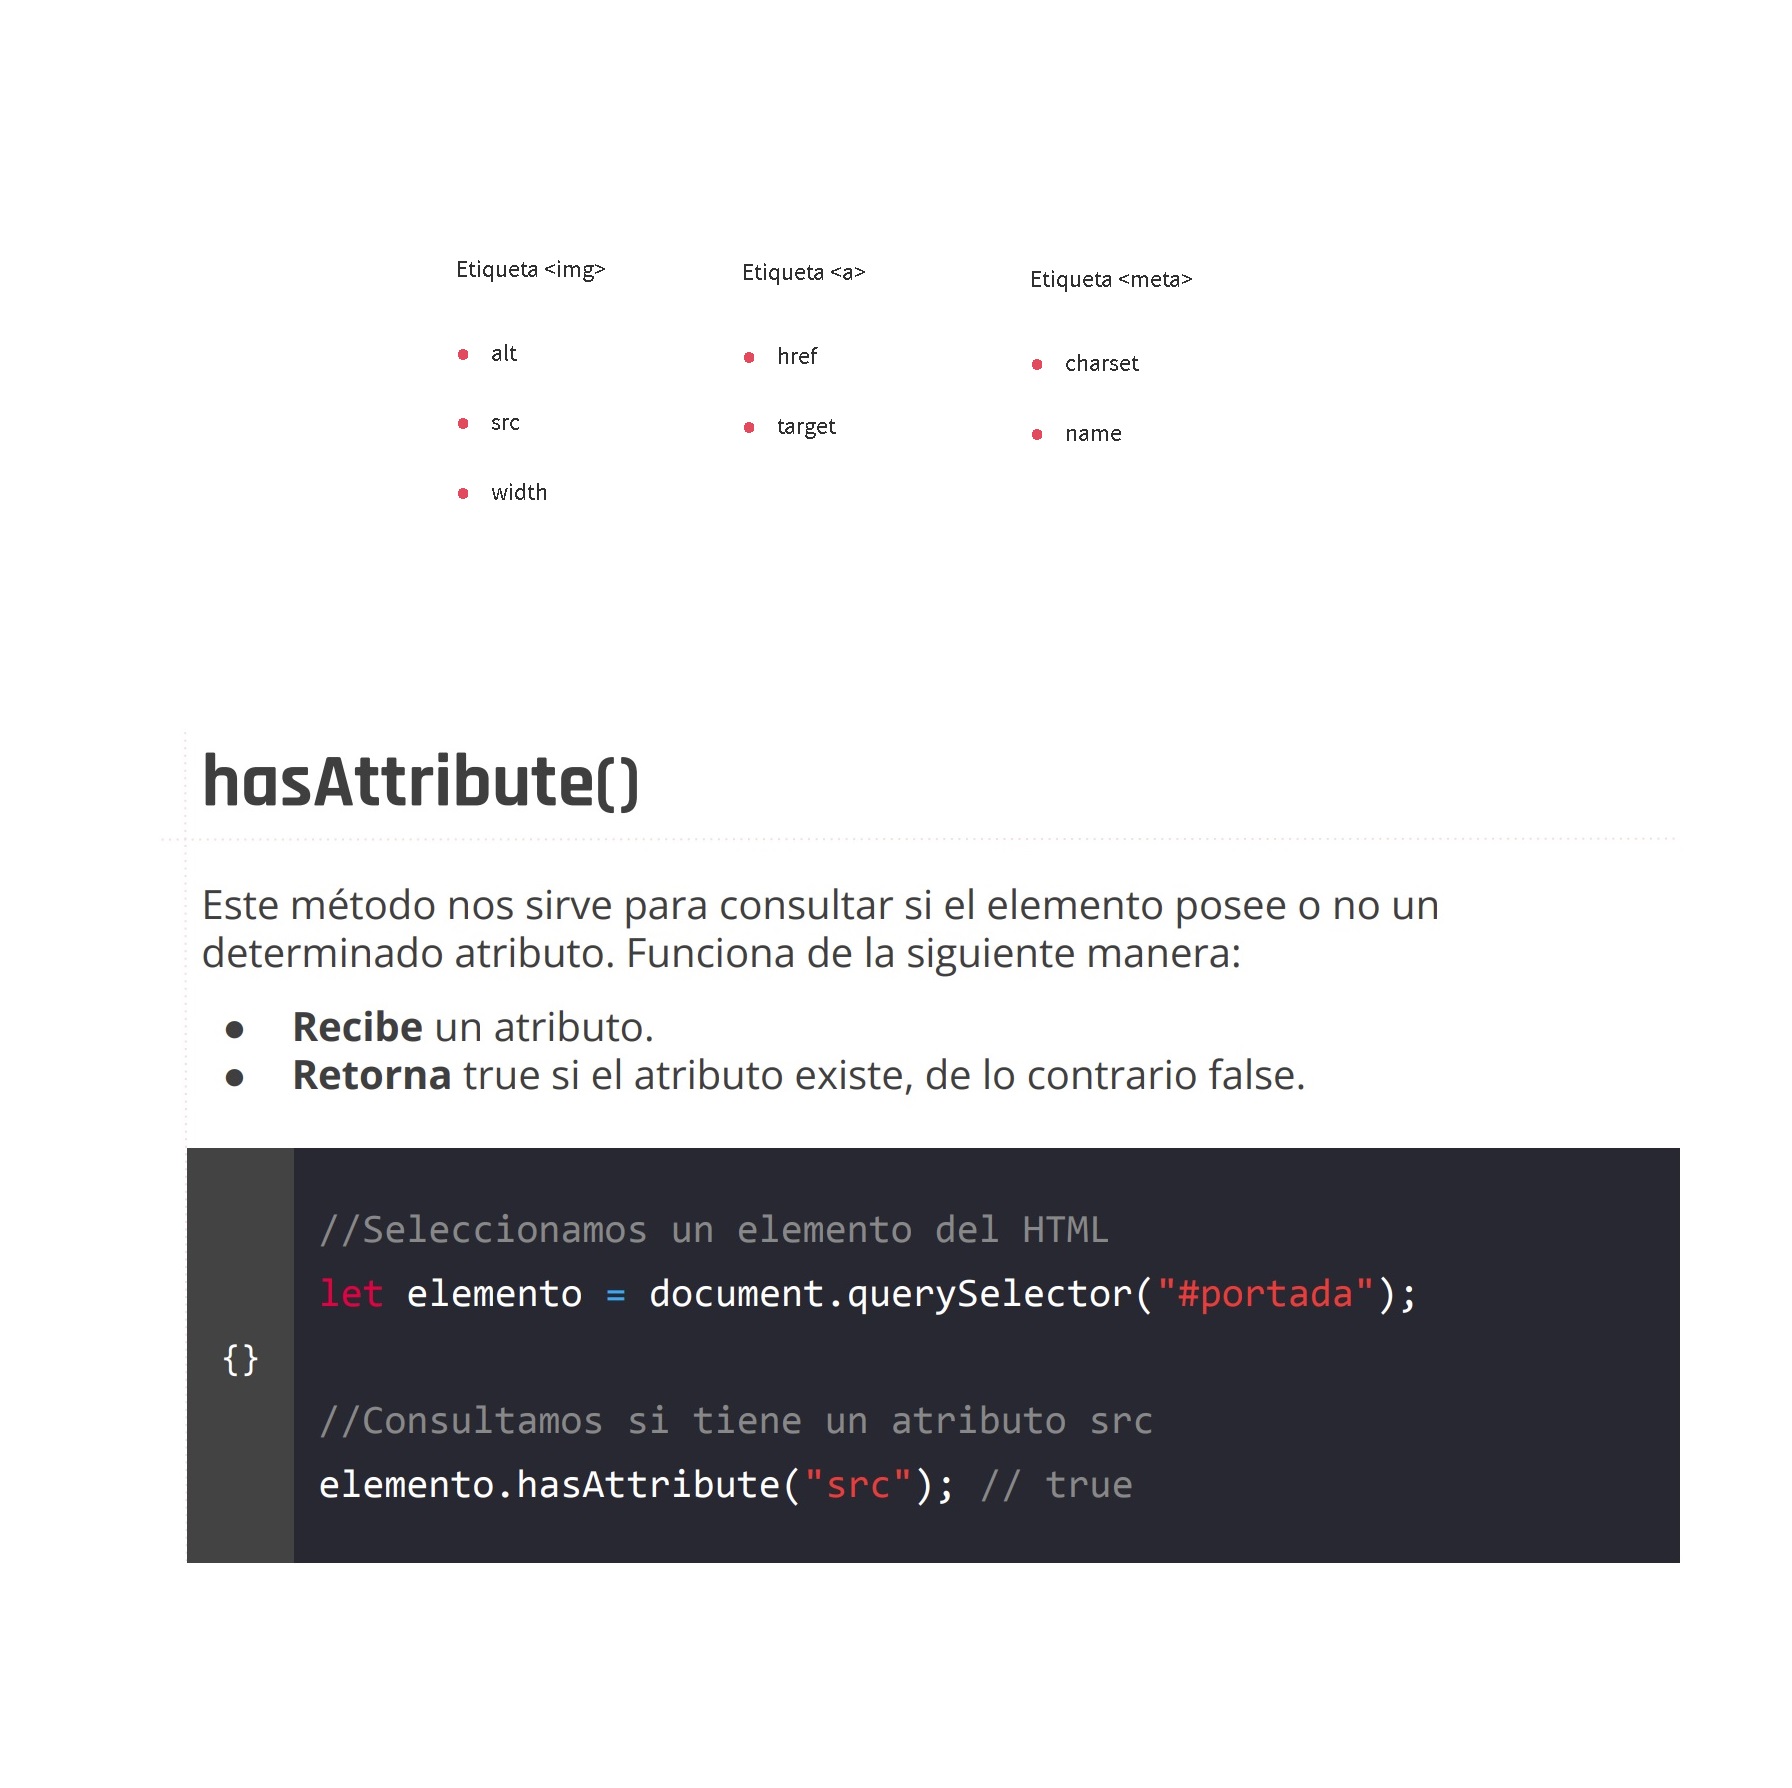 Etiqueta <img>
alt
src
width
Etiqueta <a>
href
target
Etiqueta <meta>
charset
name
hasAttribute()
Este método nos sirve para consultar si el elemento posee o no un
determinado atributo. Funciona de la siguiente manera:
● Recibe un atributo.
● Retorna true si el atributo existe, de lo contrario false.
{}
//Seleccionamos un elemento del HTML
let elemento = document.querySelector("#portada");
//Consultamos si tiene un atributo src
elemento.hasAttribute("src"); // true